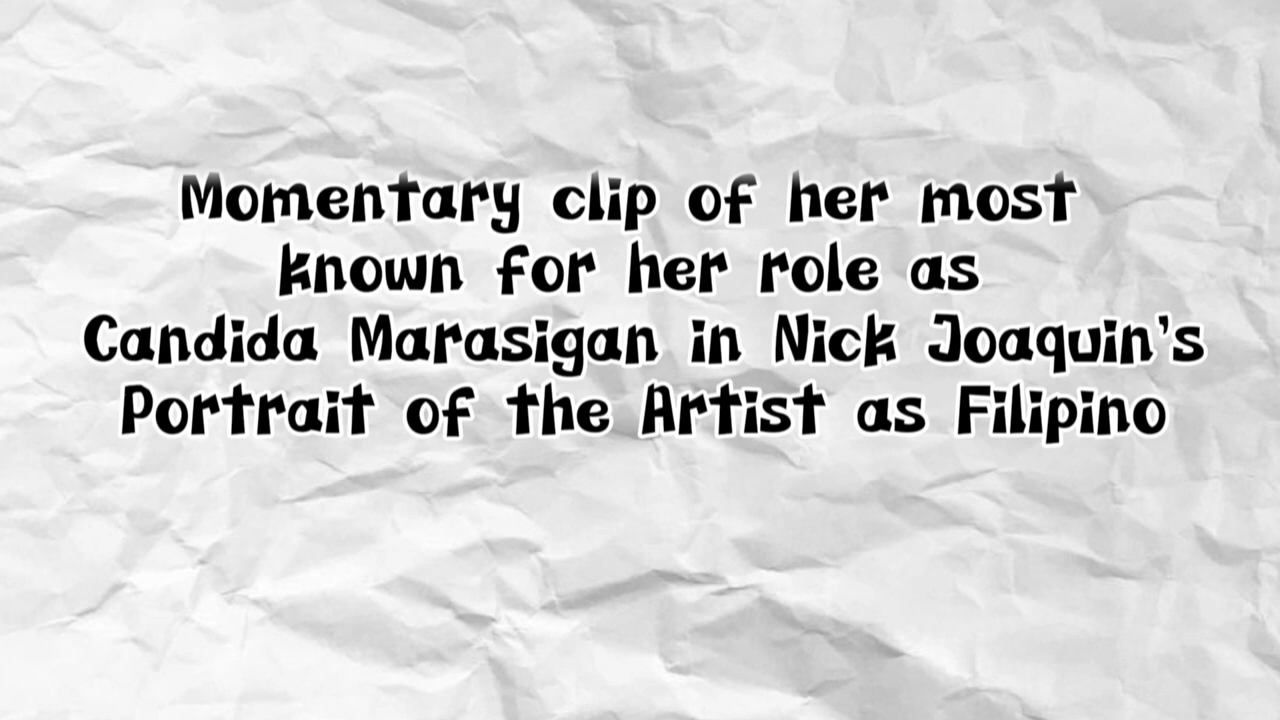 Momentary clip of her most
known for her role as
Candida Marasigan in Nick Joaquin's
Portrait of the Artist as Filipino